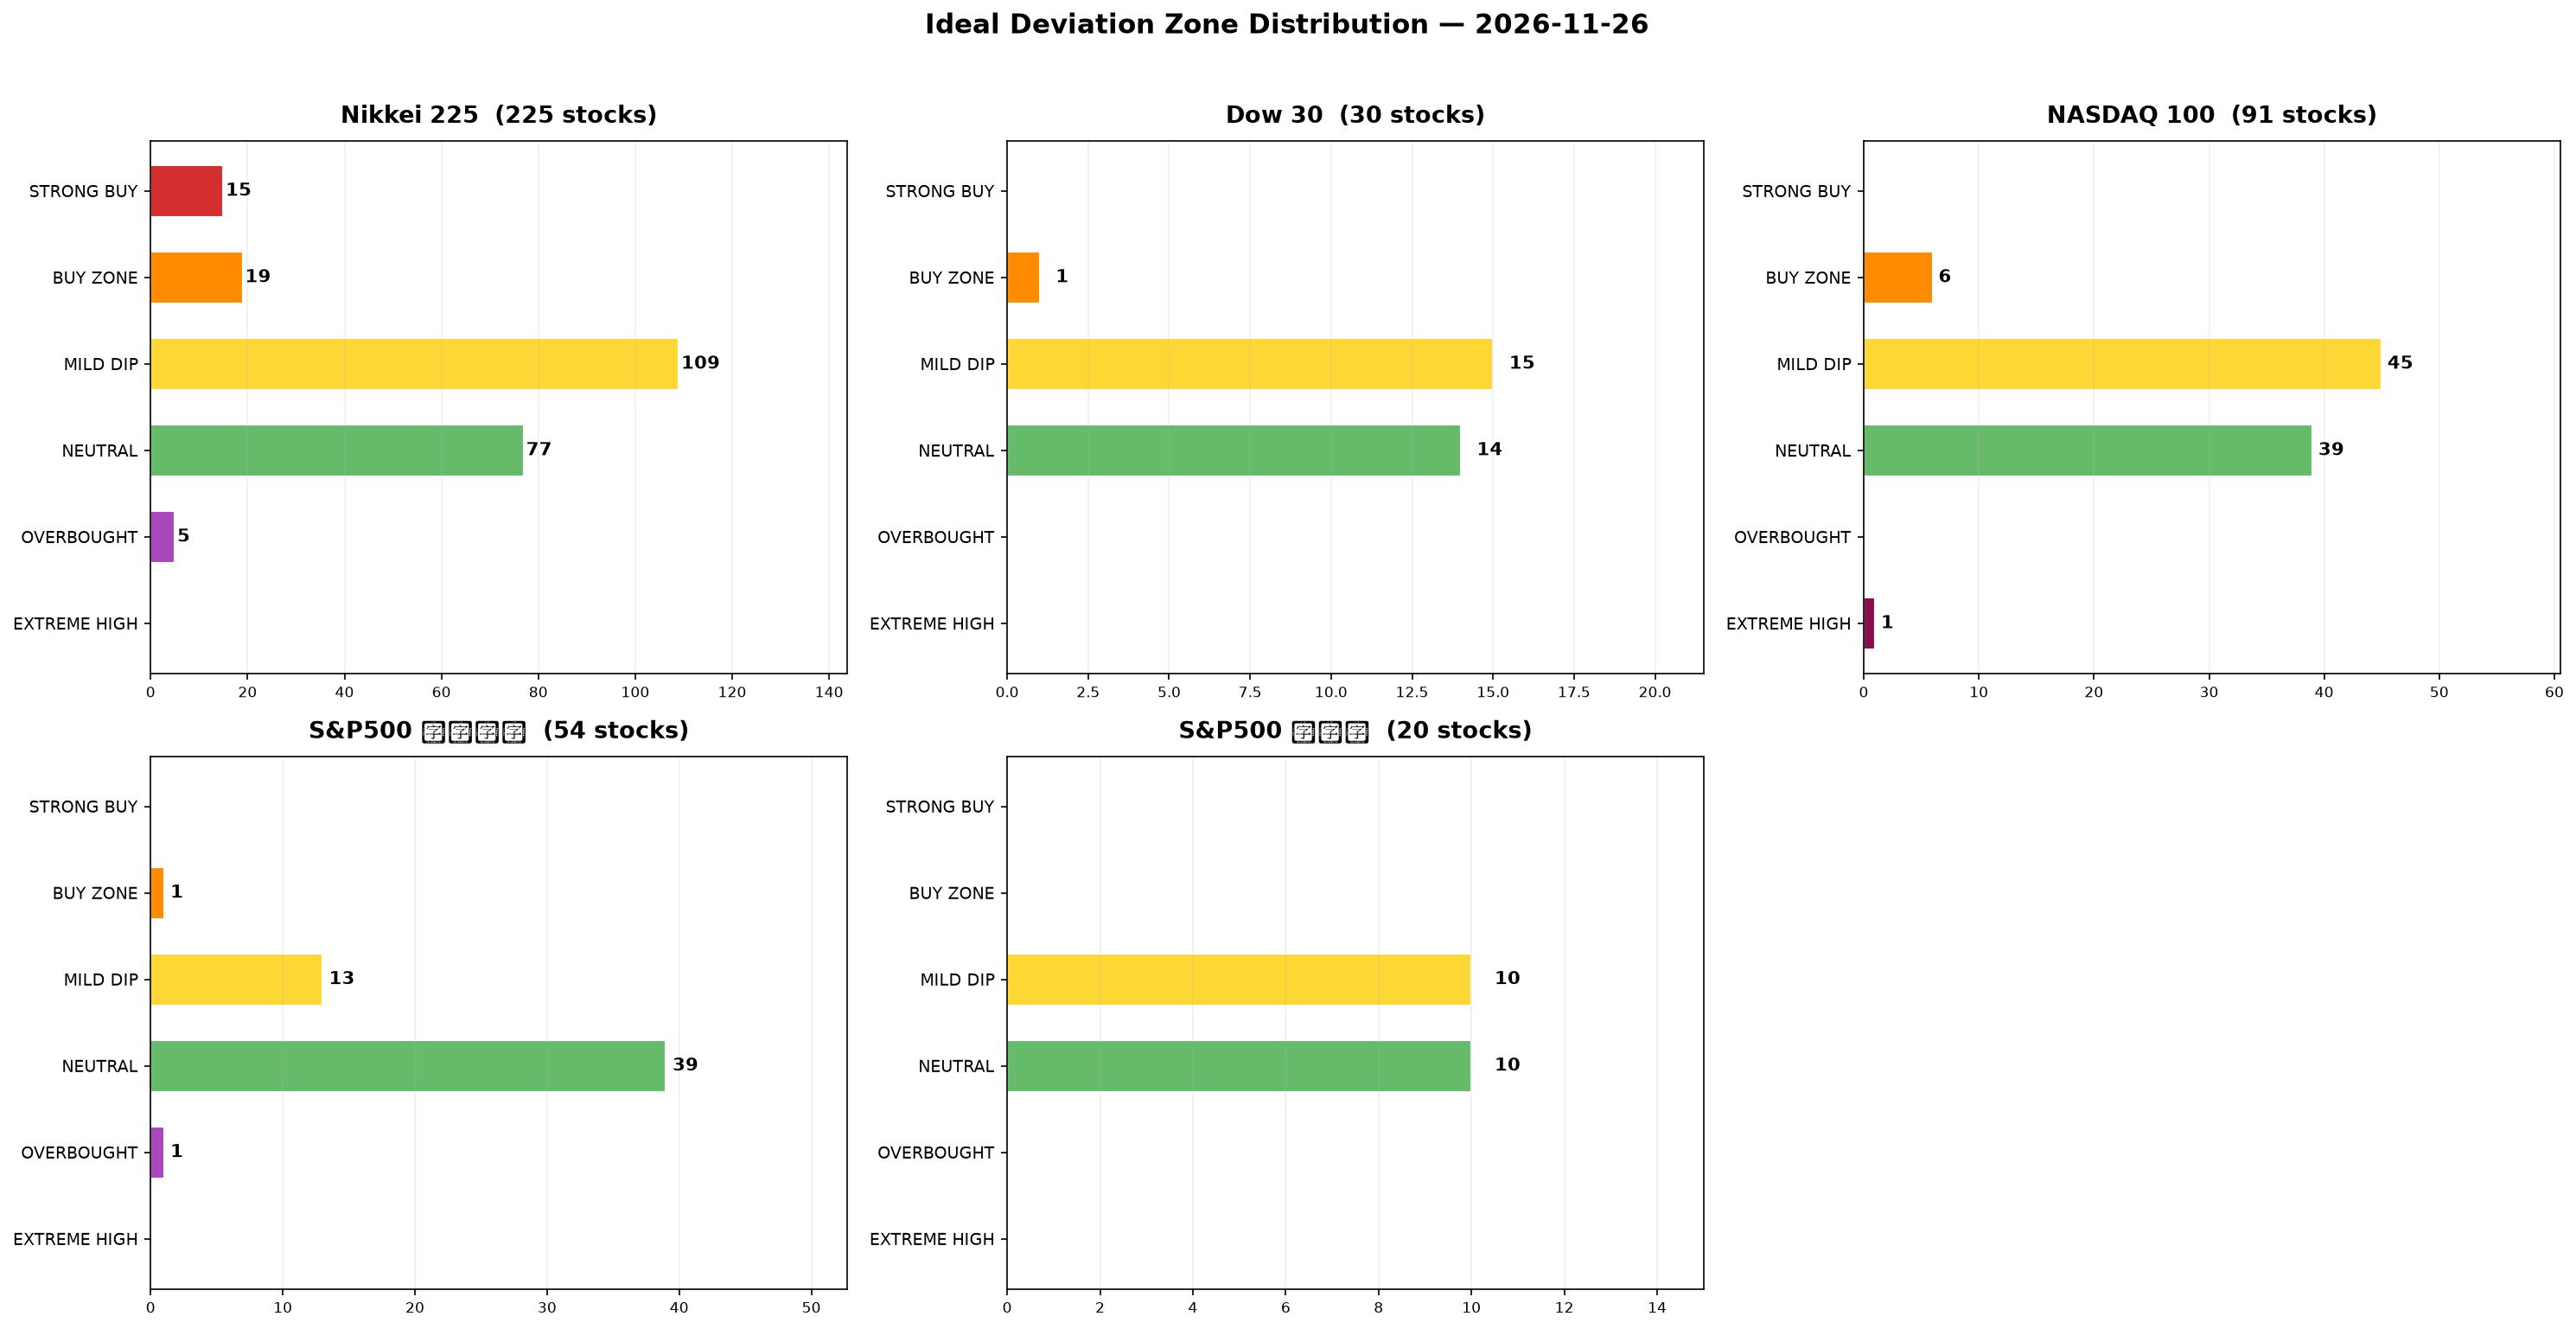 Ideal Deviation Zone Distribution — 2026-11-26
Nikkei 225 (225 stocks)
STRONG BUY
15
BUY ZONE
19
MILD DIP
109
NEUTRAL
77
OVERBOUGHT
5
EXTREME HIGH
0 20 40 60 80 100 120 140
Dow 30 (30 stocks)
STRONG BUY
BUY ZONE
1
MILD DIP
15
NEUTRAL
14
OVERBOUGHT
EXTREME HIGH
0.0 2.5 5.0 7.5 10.0 12.5 15.0 17.5 20.0
NASDAQ 100 (91 stocks)
STRONG BUY
BUY ZONE
6
MILD DIP
45
NEUTRAL
39
OVERBOUGHT
EXTREME HIGH
1
0 10 20 30 40 50 60
S&P500 (54 stocks)
STRONG BUY
BUY ZONE
1
MILD DIP
13
NEUTRAL
39
OVERBOUGHT
1
EXTREME HIGH
0 10 20 30 40 50
S&P500 (20 stocks)
STRONG BUY
BUY ZONE
MILD DIP
10
NEUTRAL
10
OVERBOUGHT
EXTREME HIGH
0 2 4 6 8 10 12 14